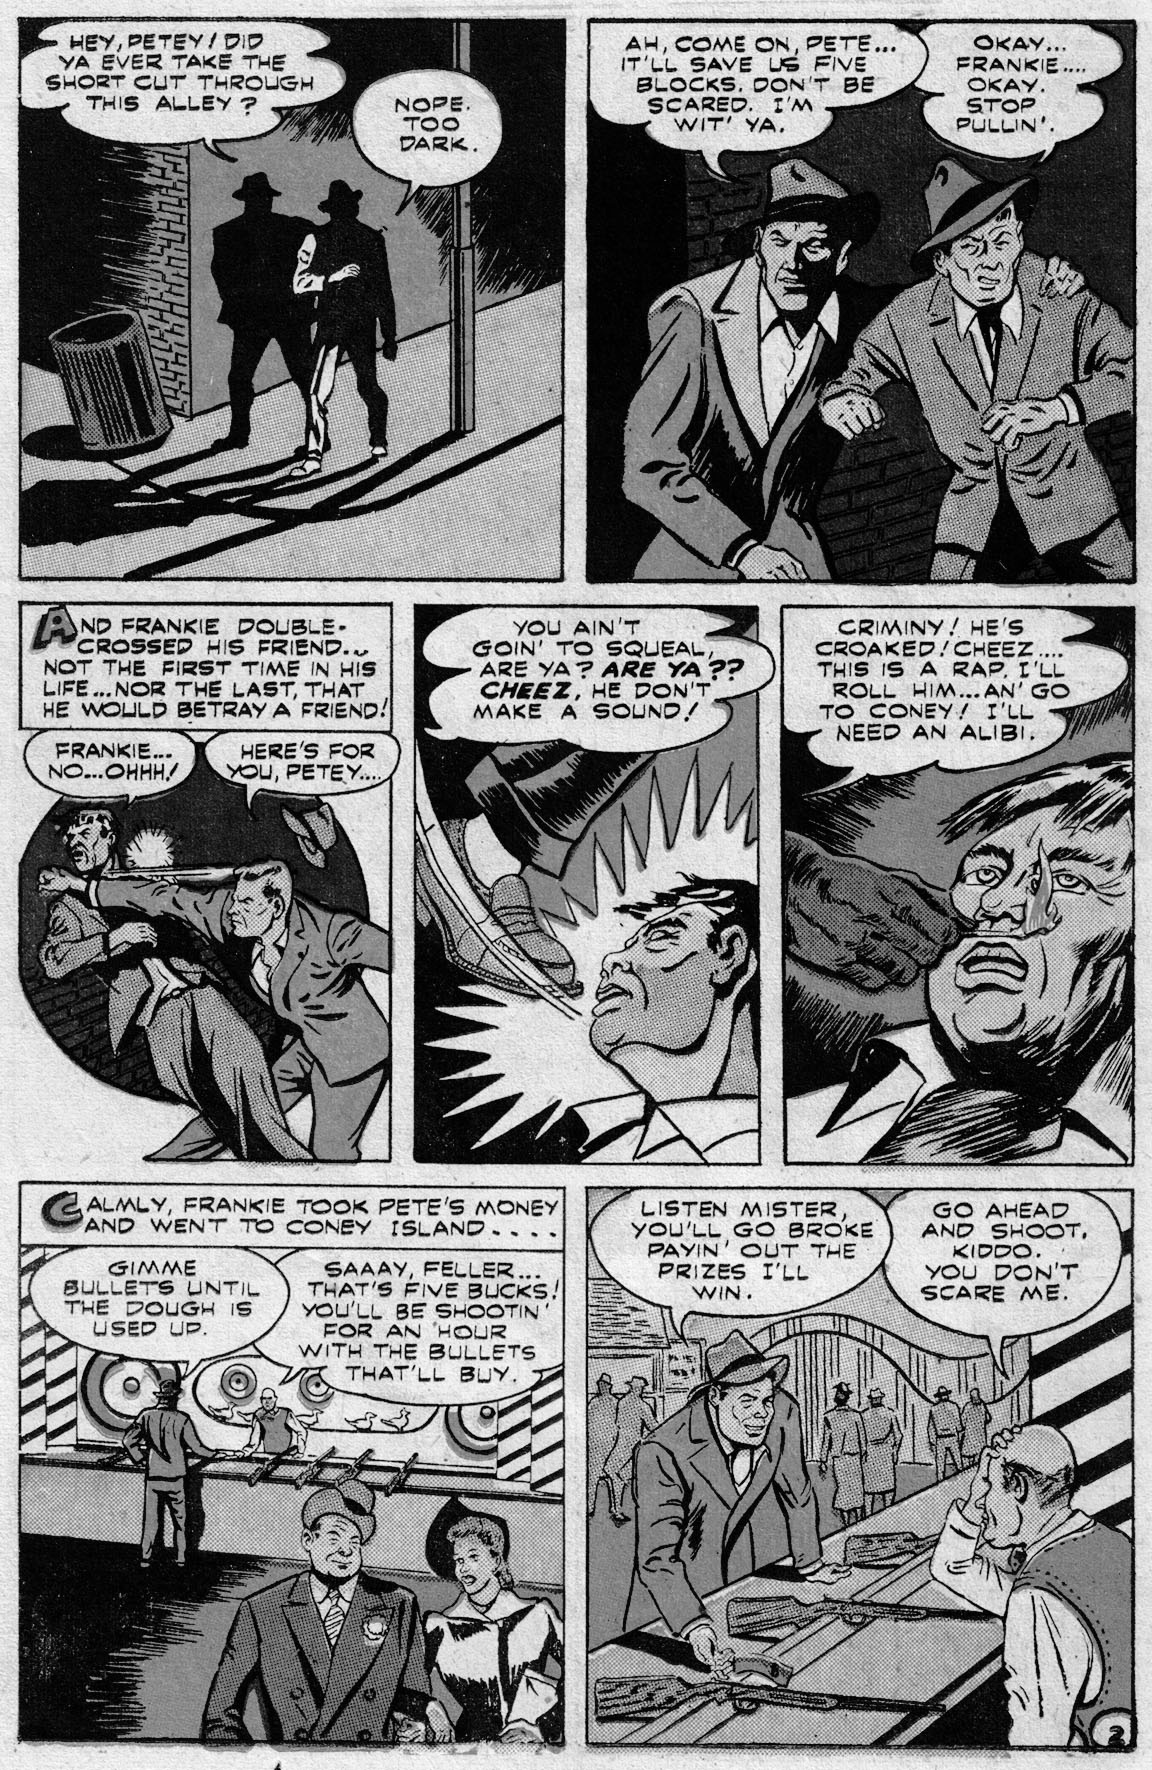 HEY, PETEY! DID
YA EVER TAKE THE
SHORT CUT THROUGH
THIS ALLEY?
NOPE.
TOO
DARK.
AH, COME ON, PETE...
IT'LL SAVE US FIVE
BLOCKS. DON'T BE
SCARED. I'M
WIT' YA.
OKAY...
FRANKIE....
OKAY.
STOP
PULLIN'.
AND FRANKIE DOUBLE-
CROSSED HIS FRIEND...
NOT THE FIRST TIME IN HIS
LIFE...NOR THE LAST, THAT
HE WOULD BETRAY A FRIEND!
FRANKIE...
NO...OHHH!
HERE'S FOR
YOU, PETEY....
YOU AIN'T
GOIN' TO SQUEAL,
ARE YA? ARE YA??
CHEEZ, HE DON'T
MAKE A SOUND!
CRIMINY! HE'S
CROAKED! CHEEZ....
THIS IS A RAP. I'LL
ROLL HIM...AN' GO
TO CONEY! I'LL
NEED AN ALIBI.
CALMLY, FRANKIE TOOK PETE'S MONEY
AND WENT TO CONEY ISLAND....
GIMME
BULLETS UNTIL
THE DOUGH IS
USED UP.
SAAAY, FELLER...
THAT'S FIVE BUCKS!
YOU'LL BE SHOOTIN'
FOR AN HOUR
WITH THE BULLETS
THAT'LL BUY.
LISTEN MISTER,
YOU'LL GO BROKE
PAYIN' OUT THE
PRIZES I'LL
WIN.
GO AHEAD
AND SHOOT,
KIDDO.
YOU DON'T
SCARE ME.
2